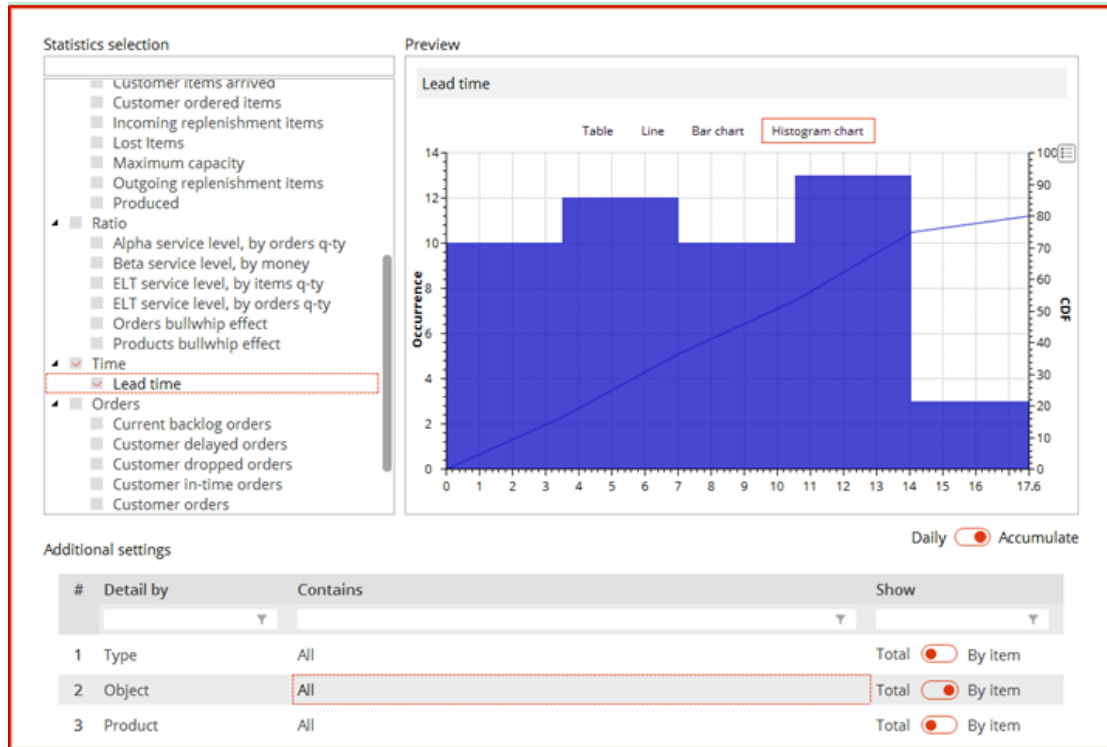 Statistics selection
Customer items arrived
Customer ordered items
Incoming replenishment items
Lost Items
Maximum capacity
Outgoing replenishment items
Produced
Ratio
Alpha service level, by orders q-ty
Beta service level, by money
ELT service level, by items q-ty
ELT service level, by orders q-ty
Orders bullwhip effect
Products bullwhip effect
Time
Lead time
Orders
Current backlog orders
Customer delayed orders
Customer dropped orders
Customer in-time orders
Customer orders
Preview
Lead time
Table Line Bar chart Histogram chart
14
12
10
8
6
4
2
0
Occurrence
100
90
80
70
60
50
40
30
20
10
0
CDF
0 1 2 3 4 5 6 7 8 9 10 11 12 13 14 15 16 17.6
Daily Accumulate
Additional settings
# Detail by Contains Show
1 Type All Total By item
2 Object All Total By item
3 Product All Total By item